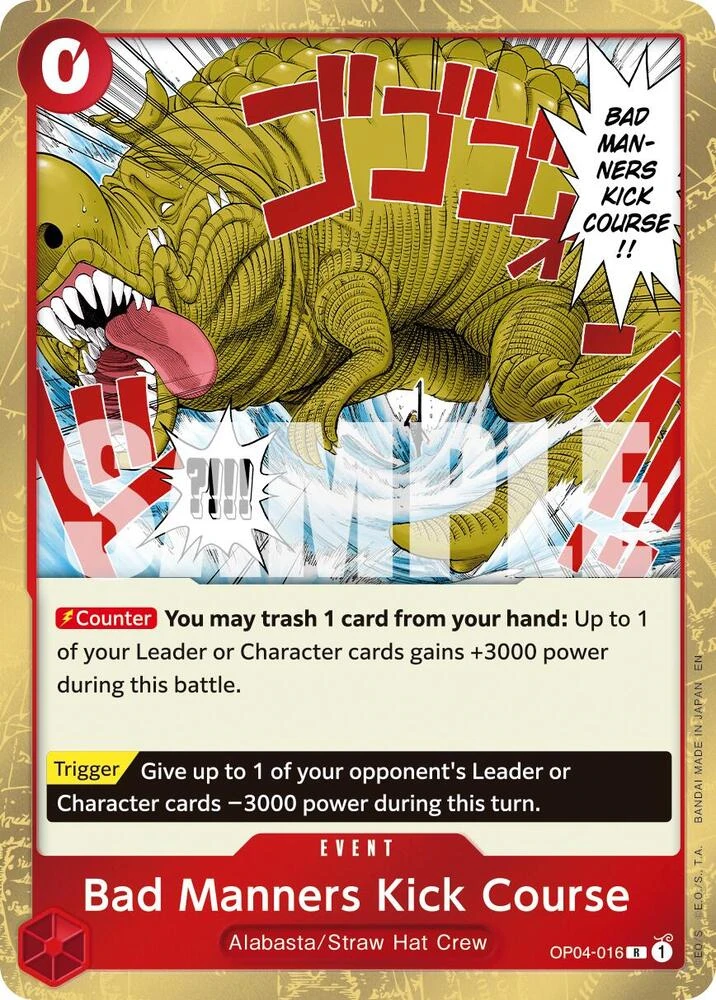 0
BAD
MAN-
NERS
KICK
COURSE
!!
ゴゴゴ
ドン
?!!!
SAMPLE
Counter You may trash 1 card from your hand: Up to 1
of your Leader or Character cards gains +3000 power
during this battle.
Trigger Give up to 1 of your opponent's Leader or
Character cards −3000 power during this turn.
EVENT
Bad Manners Kick Course
Alabasta/Straw Hat Crew
OP04-016 R 1
©E.O./S., T.A. BANDAI MADE IN JAPAN EN